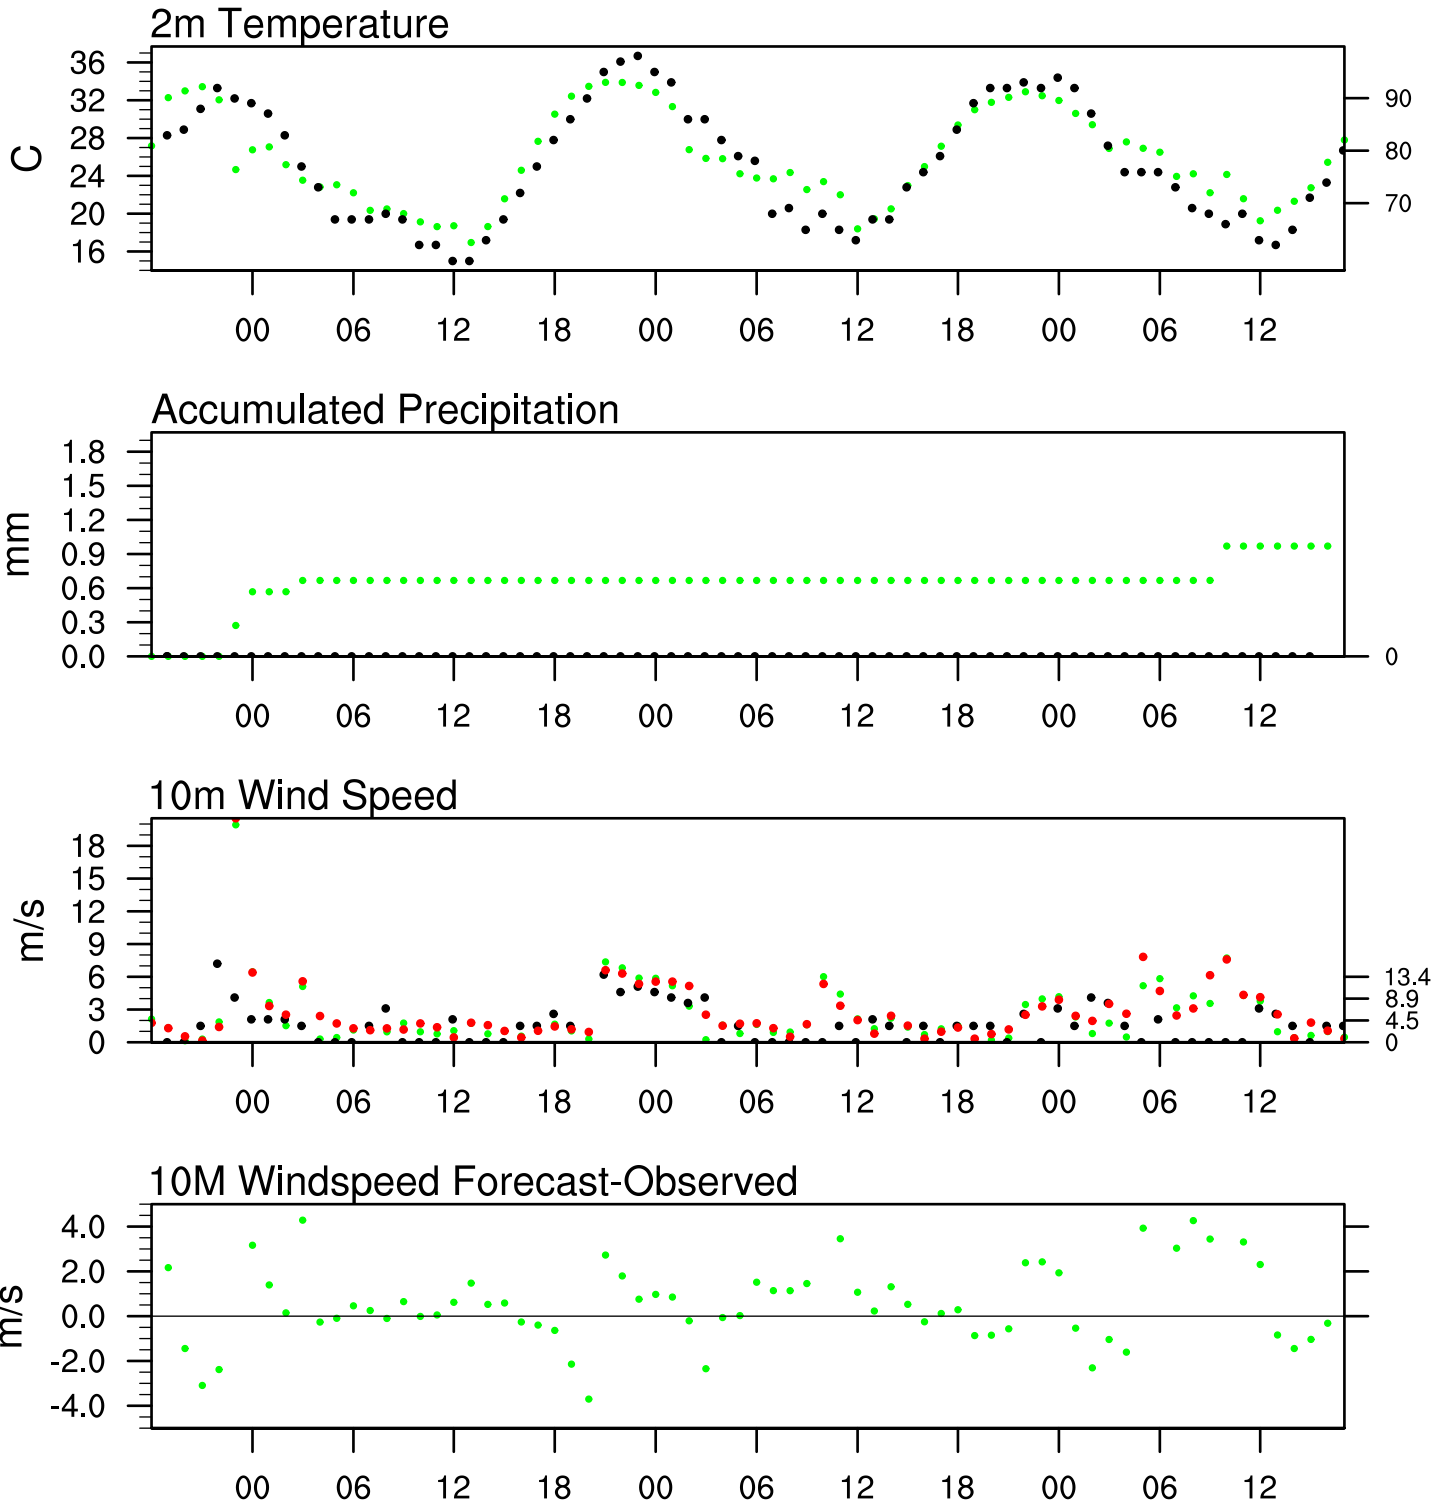 2m Temperature
36
32
28
24
20
16
C
90
80
70
00 06 12 18 00 06 12 18 00 06 12
Accumulated Precipitation
1.8
1.5
1.2
0.9
0.6
0.3
0.0
mm
0
00 06 12 18 00 06 12 18 00 06 12
10m Wind Speed
18
15
12
9
6
3
0
m/s
13.4
8.9
4.5
0
00 06 12 18 00 06 12 18 00 06 12
10M Windspeed Forecast-Observed
4.0
2.0
0.0
-2.0
-4.0
m/s
00 06 12 18 00 06 12 18 00 06 12